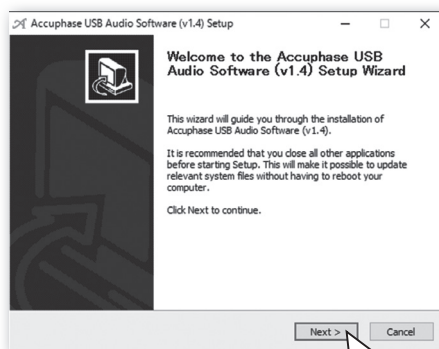 Accuphase USB Audio Software (v1.4) Setup
Welcome to the Accuphase USB
Audio Software (v1.4) Setup Wizard
This wizard will guide you through the installation of
Accuphase USB Audio Software (v1.4).
It is recommended that you close all other applications
before starting Setup. This will make it possible to update
relevant system files without having to reboot your
computer.
Click Next to continue.
Next >
Cancel